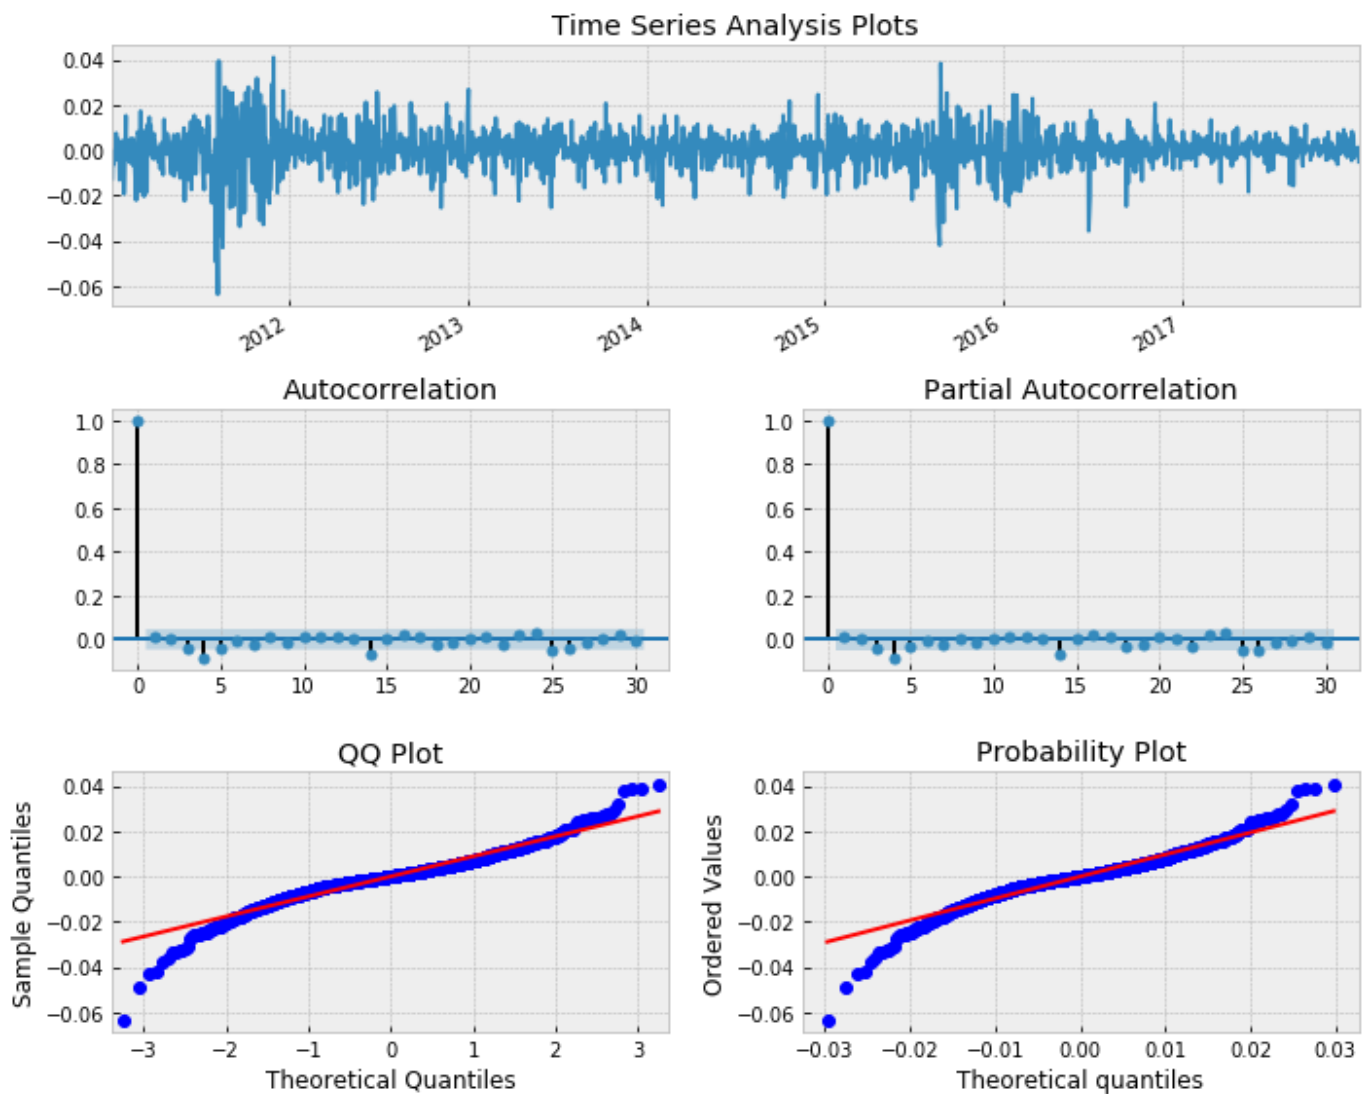 Time Series Analysis Plots
0.04
0.02
0.00
−0.02
−0.04
−0.06
2012 2013 2014 2015 2016 2017
Autocorrelation
1.0
0.8
0.6
0.4
0.2
0.0
0 5 10 15 20 25 30
Partial Autocorrelation
1.0
0.8
0.6
0.4
0.2
0.0
0 5 10 15 20 25 30
QQ Plot
Sample Quantiles
0.04
0.02
0.00
−0.02
−0.04
−0.06
−3 −2 −1 0 1 2 3
Theoretical Quantiles
Probability Plot
Ordered Values
0.04
0.02
0.00
−0.02
−0.04
−0.06
−0.03 −0.02 −0.01 0.00 0.01 0.02 0.03
Theoretical quantiles